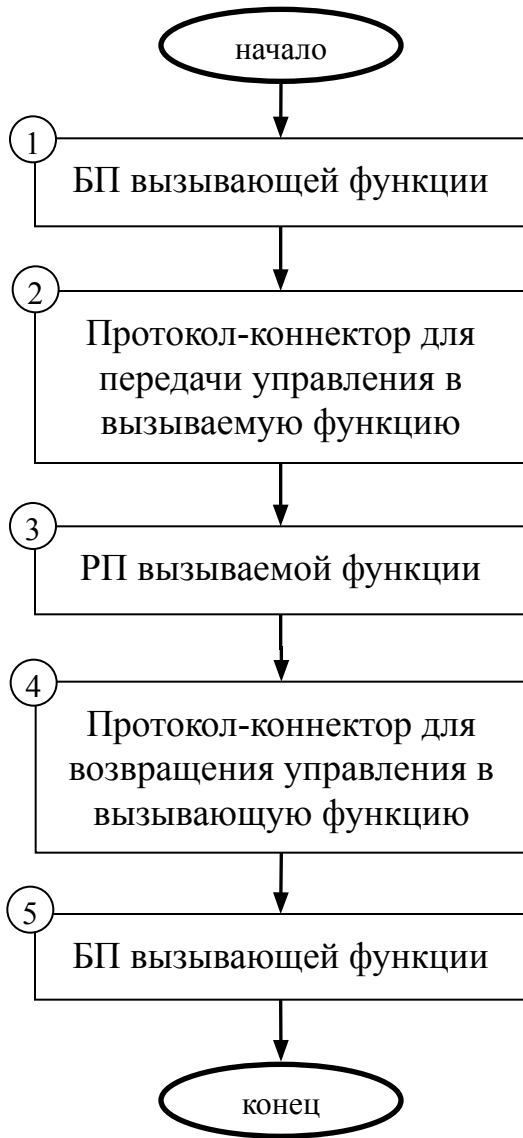 начало
1
БП вызывающей функции
2
Протокол-коннектор для
передачи управления в
вызываемую функцию
3
РП вызываемой функции
4
Протокол-коннектор для
возвращения управления в
вызывающую функцию
5
БП вызывающей функции
конец